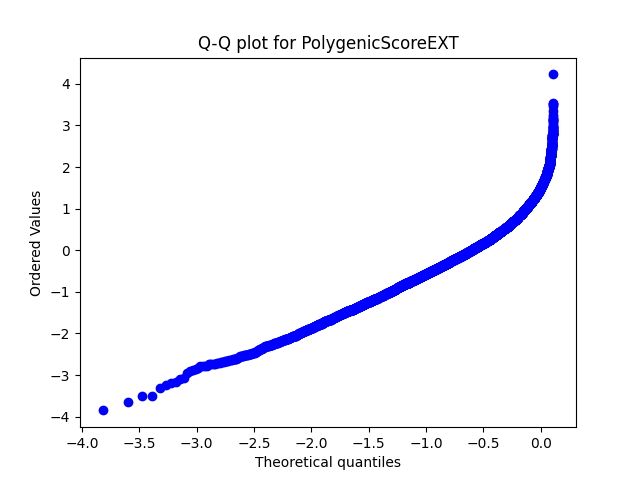 Q-Q plot for PolygenicScoreEXT
4
3
2
1
0
−1
−2
−3
−4
Ordered Values
−4.0 −3.5 −3.0 −2.5 −2.0 −1.5 −1.0 −0.5 0.0
Theoretical quantiles